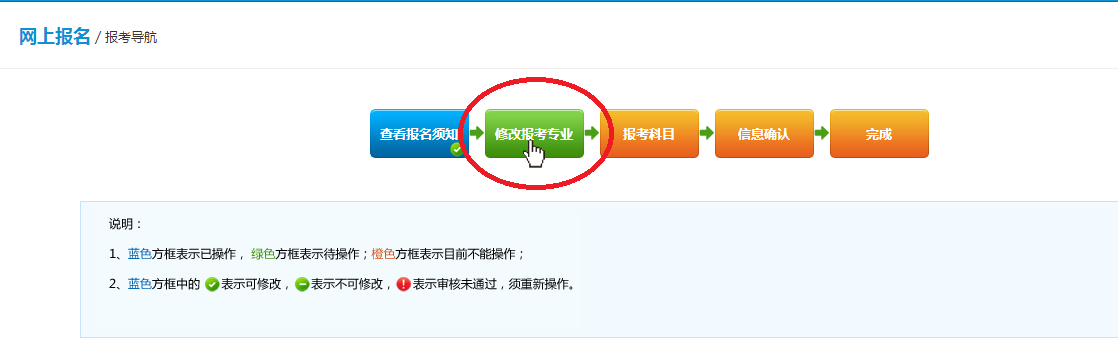 网上报名 / 报考导航
查看报名须知 修改报考专业 报考科目 信息确认 完成
说明：
1、蓝色方框表示已操作， 绿色方框表示待操作；橙色方框表示目前不能操作；
2、蓝色方框中的 表示可修改， 表示不可修改， 表示审核未通过，须重新操作。